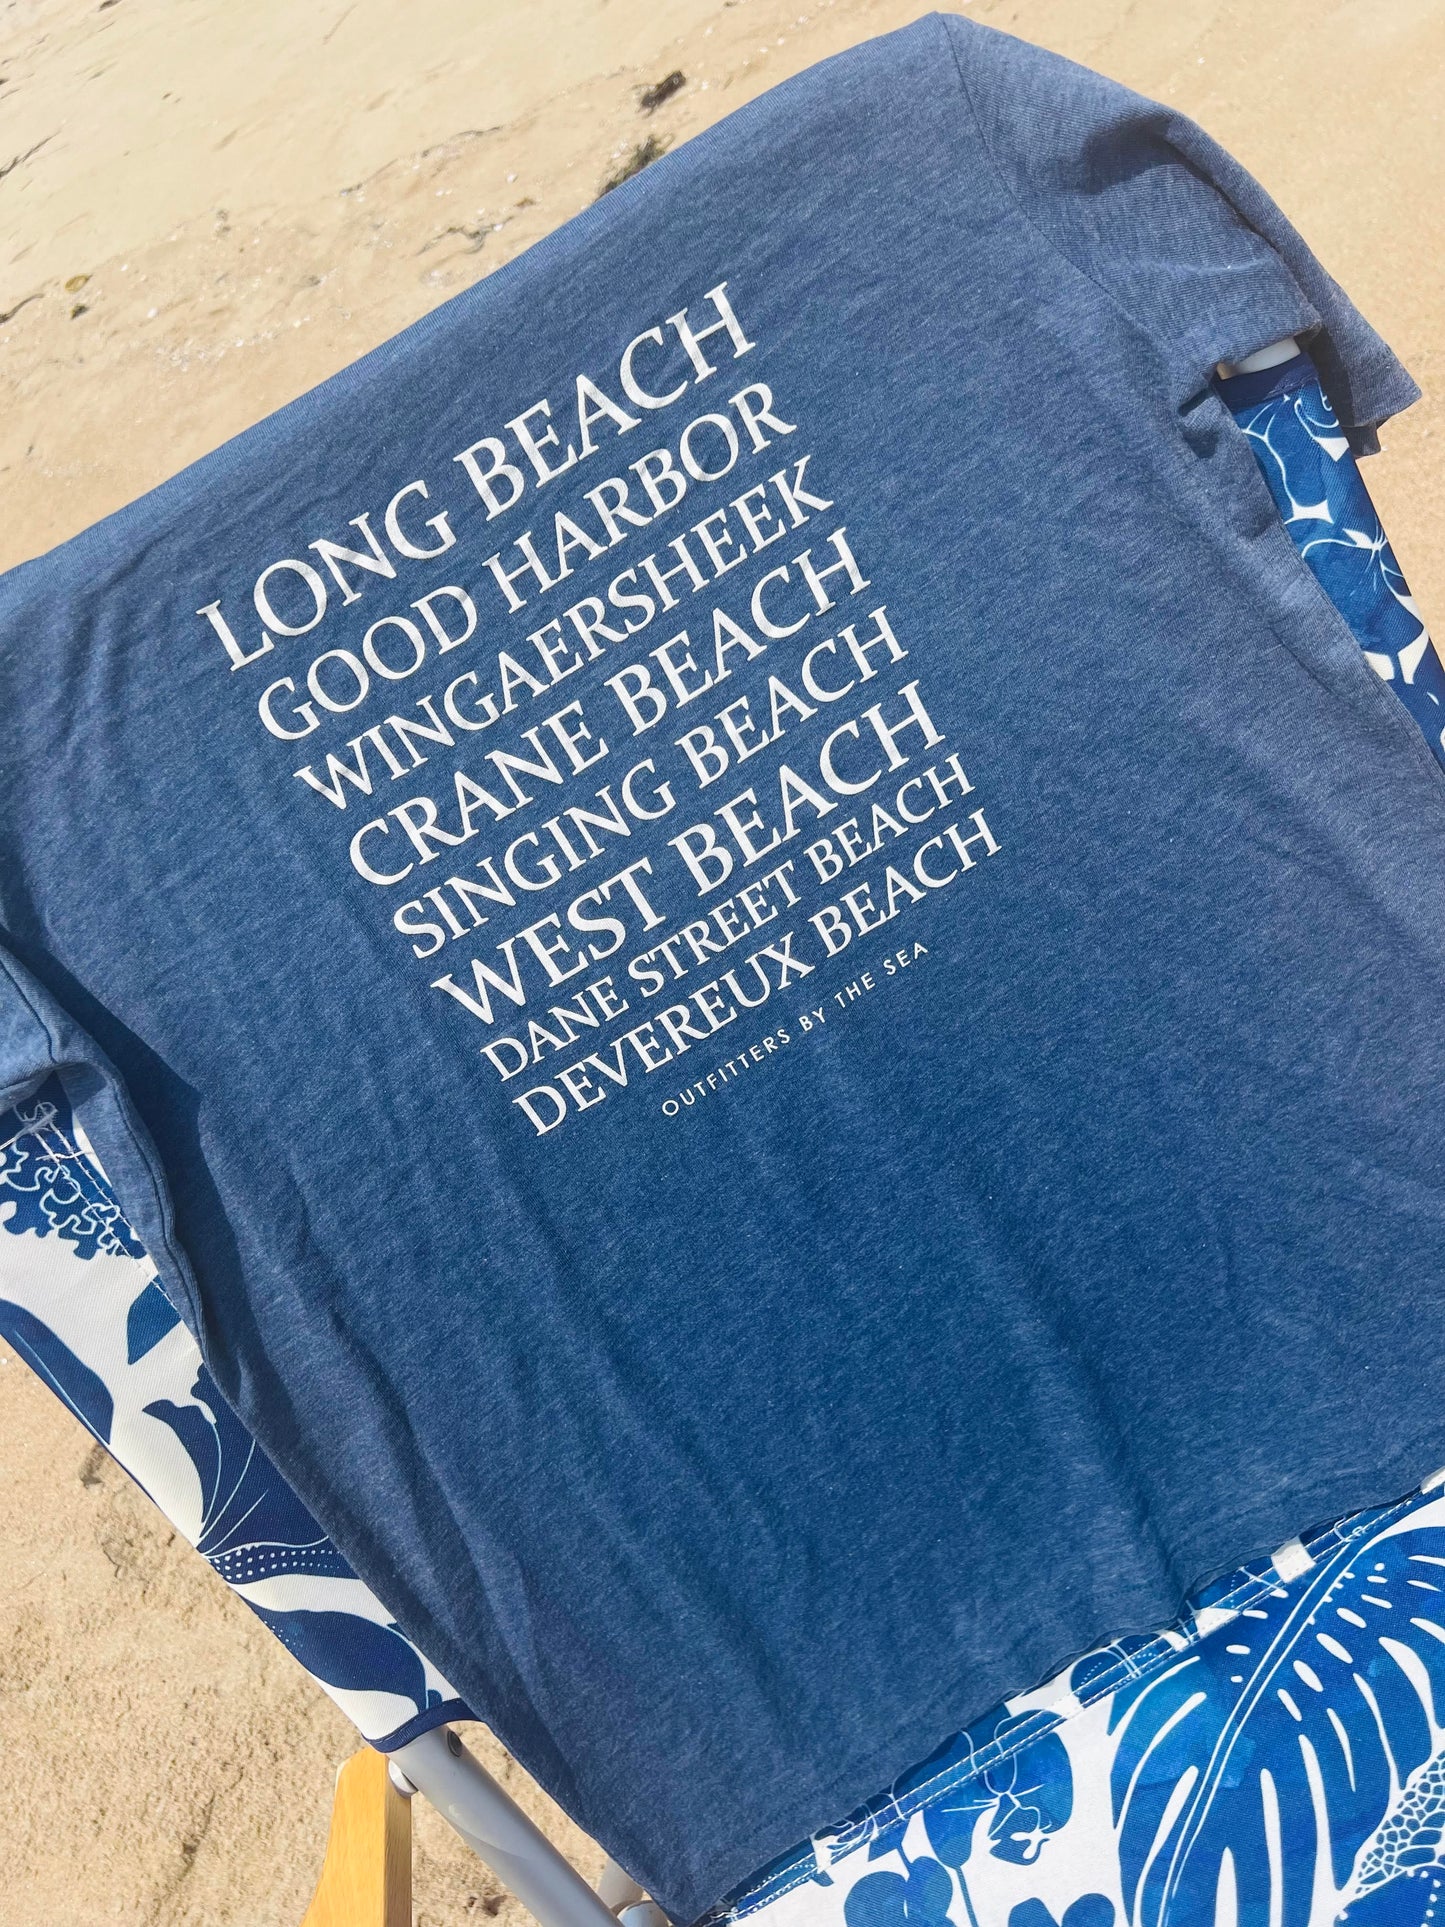 LONG BEACH
GOOD HARBOR
WINGAERSHEEK
CRANE BEACH
SINGING BEACH
WEST BEACH
DANE STREET BEACH
DEVEREUX BEACH
OUTFITTERS BY THE SEA